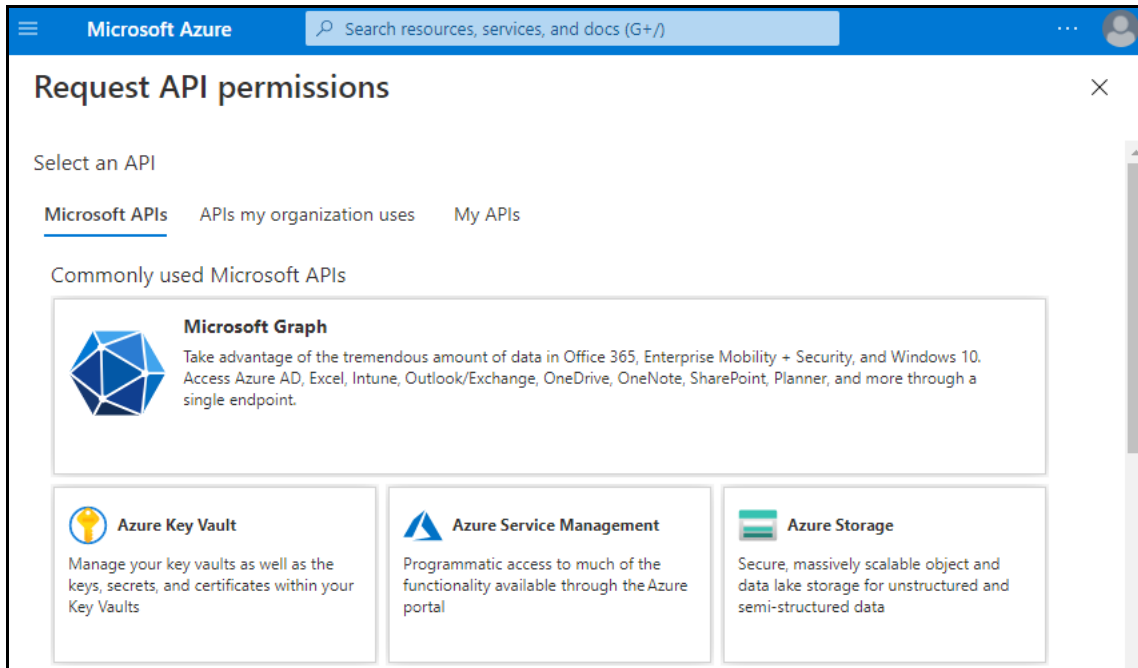 Microsoft Azure
Search resources, services, and docs (G+/)
...
Request API permissions
Select an API
Microsoft APIs
APIs my organization uses
My APIs
Commonly used Microsoft APIs
Microsoft Graph
Take advantage of the tremendous amount of data in Office 365, Enterprise Mobility + Security, and Windows 10.
Access Azure AD, Excel, Intune, Outlook/Exchange, OneDrive, OneNote, SharePoint, Planner, and more through a
single endpoint.
Azure Key Vault
Manage your key vaults as well as the
keys, secrets, and certificates within your
Key Vaults
Azure Service Management
Programmatic access to much of the
functionality available through the Azure
portal
Azure Storage
Secure, massively scalable object and
data lake storage for unstructured and
semi-structured data